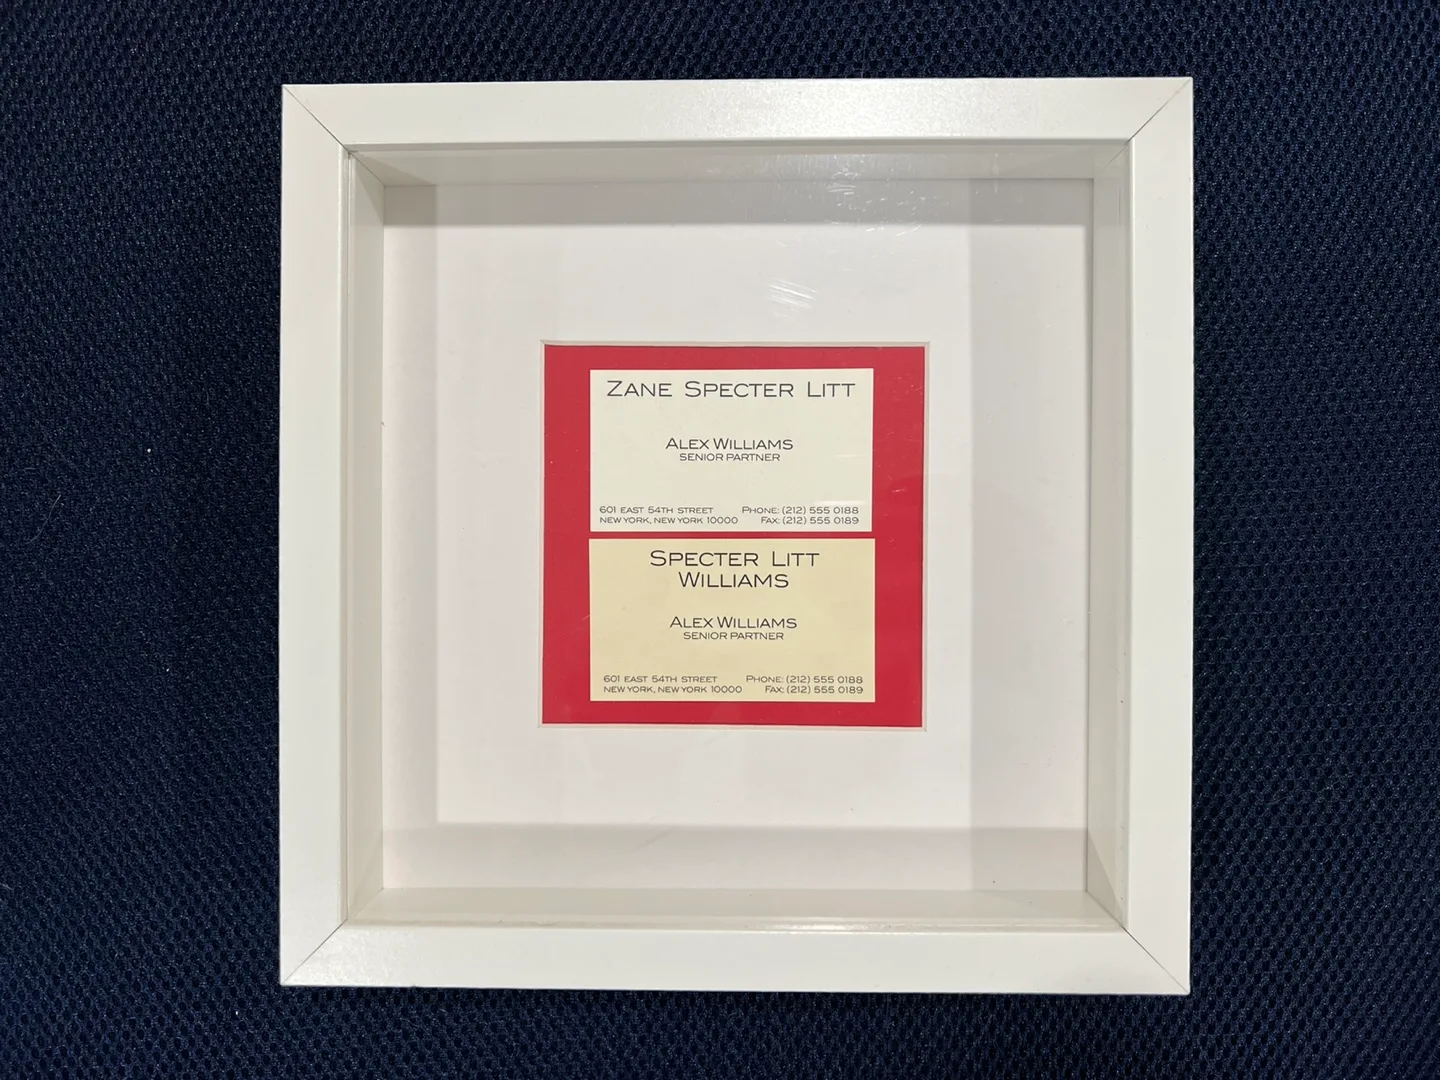 ZANE SPECTER LITT
ALEX WILLIAMS
SENIOR PARTNER
601 EAST 54TH STREET PHONE: (212) 555 0188
NEW YORK, NEW YORK 10000 FAX: (212) 555 0189
SPECTER LITT
WILLIAMS
ALEX WILLIAMS
SENIOR PARTNER
601 EAST 54TH STREET PHONE: (212) 555 0188
NEW YORK, NEW YORK 10000 FAX: (212) 555 0189